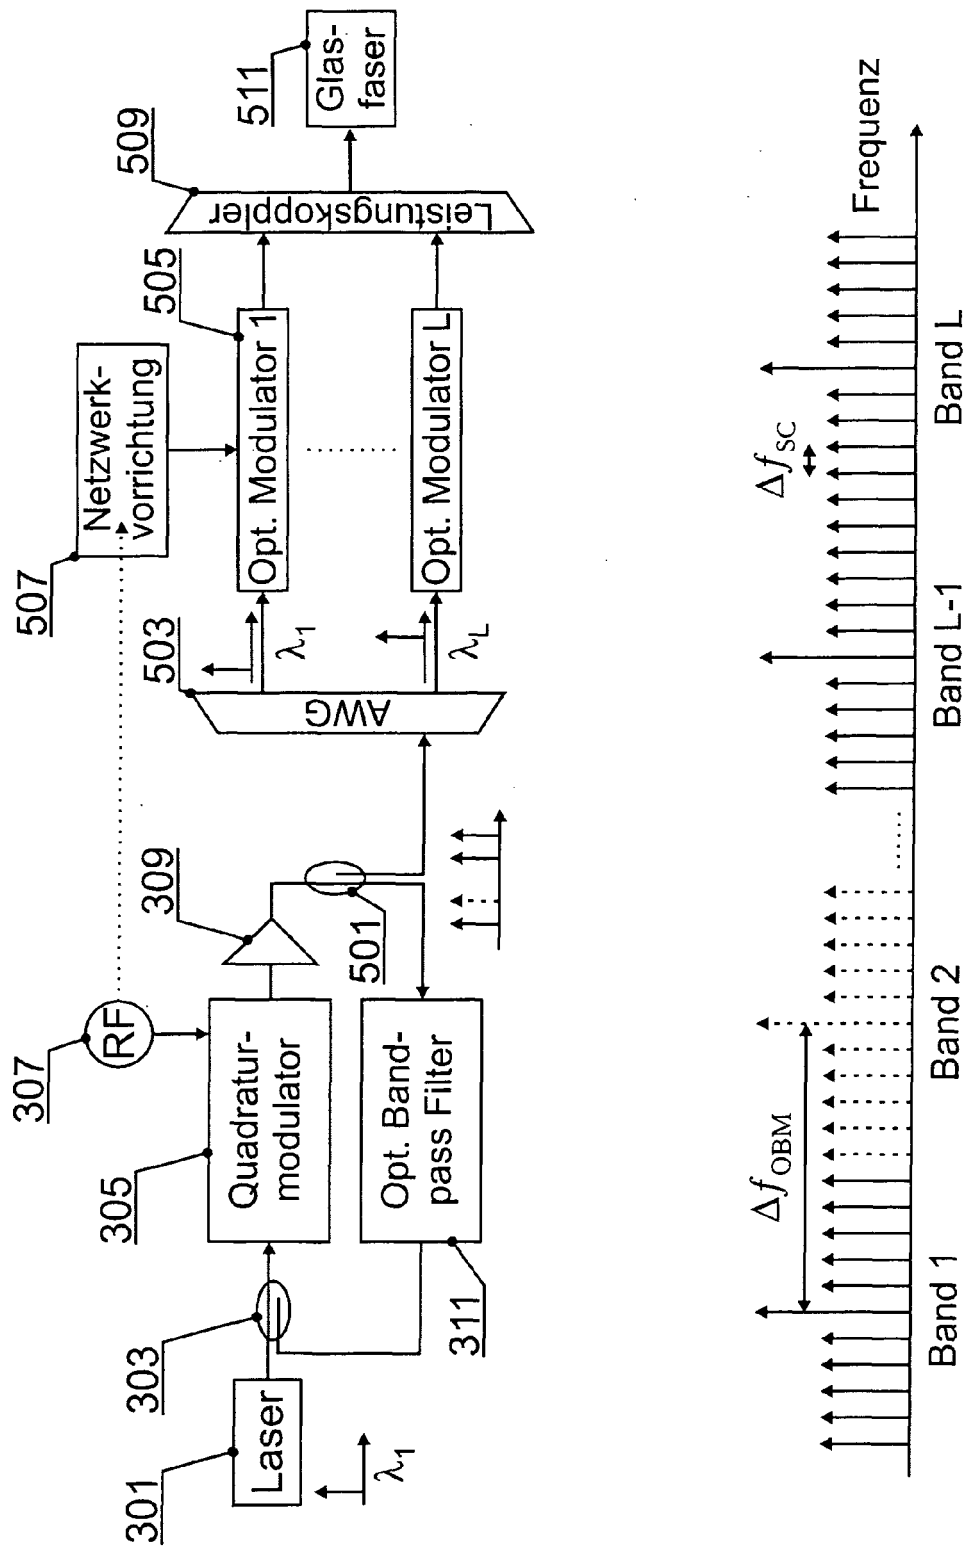 301
Laser
λ1
303
305
Quadratur-
modulator
307
RF
309
Opt. Band-
pass Filter
311
501
503
AWG
λ1
λL
507
Netzwerk-
vorrichtung
505
Opt. Modulator 1
Opt. Modulator L
509
Leistungskoppler
511
Glas-
faser
ΔfOBM
ΔfSC
Frequenz
Band 1
Band 2
Band L-1
Band L